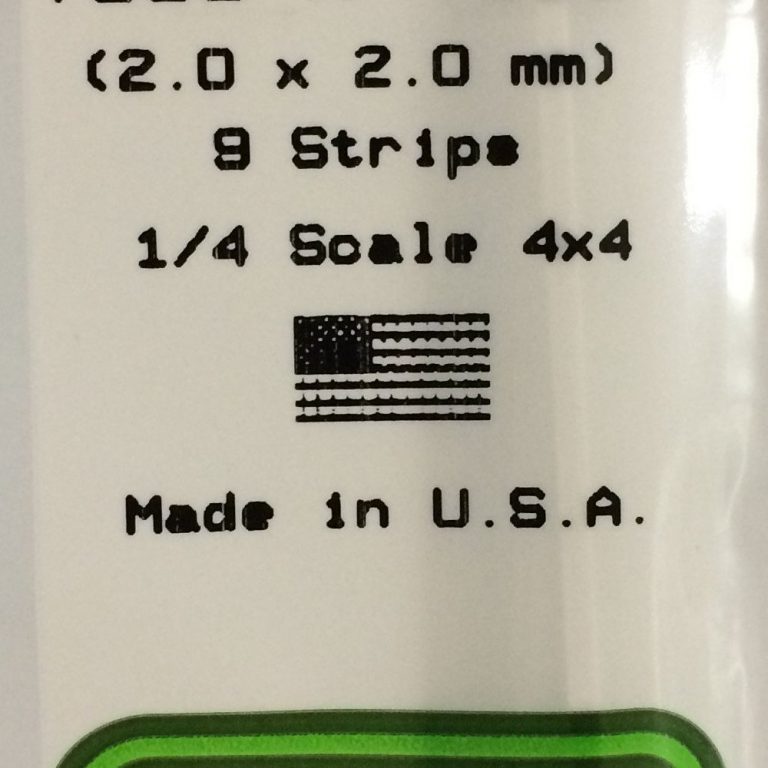 (2.0 x 2.0 mm)
9 Strips
1/4 Scale 4x4
Made in U.S.A.